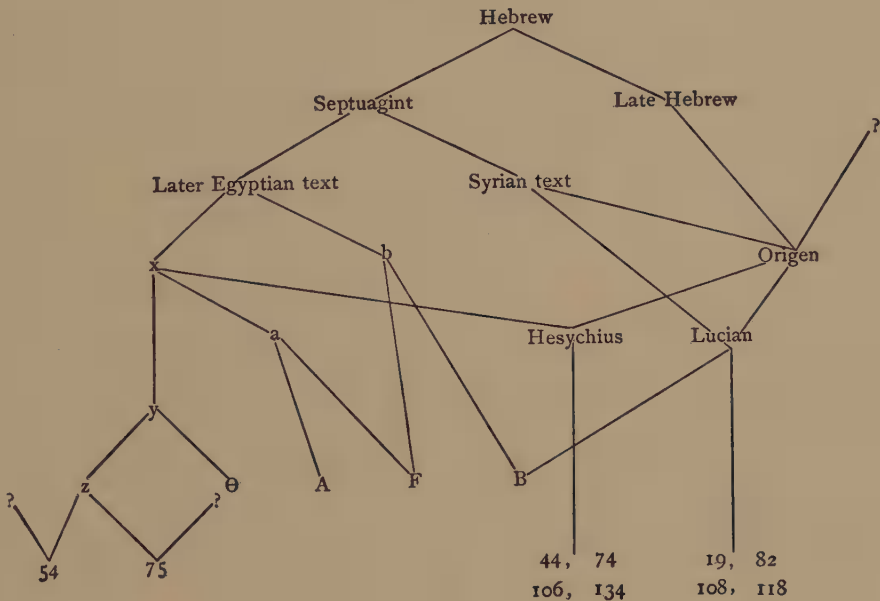 Hebrew
Septuagint Late Hebrew
?
Later Egyptian text Syrian text
b Origen
x
a Hesychius Lucian
y
z Θ A F B
? ?
54 75 44, 74 19, 82
106, 134 108, 118